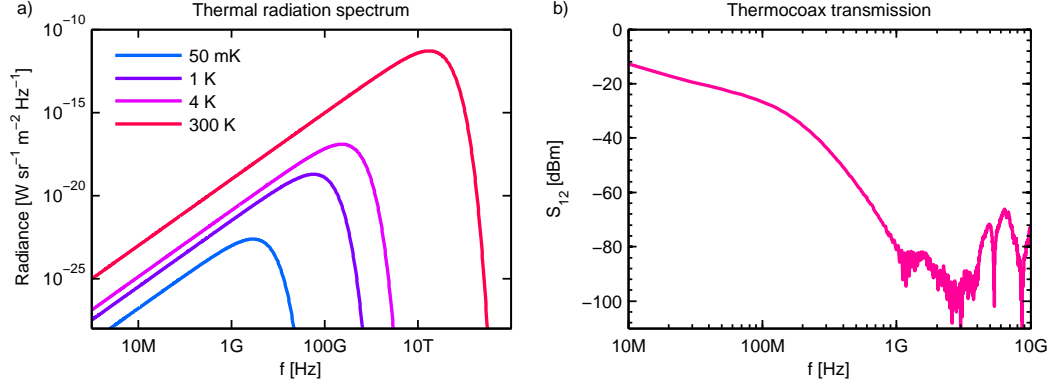 a) Thermal radiation spectrum
Radiance [W sr⁻¹ m⁻² Hz⁻¹]
10⁻¹⁰
10⁻¹⁵
10⁻²⁰
10⁻²⁵
50 mK
1 K
4 K
300 K
10M 1G 100G 10T
f [Hz]
b) Thermocoax transmission
S₁₂ [dBm]
0
−20
−40
−60
−80
−100
10M 100M 1G 10G
f [Hz]